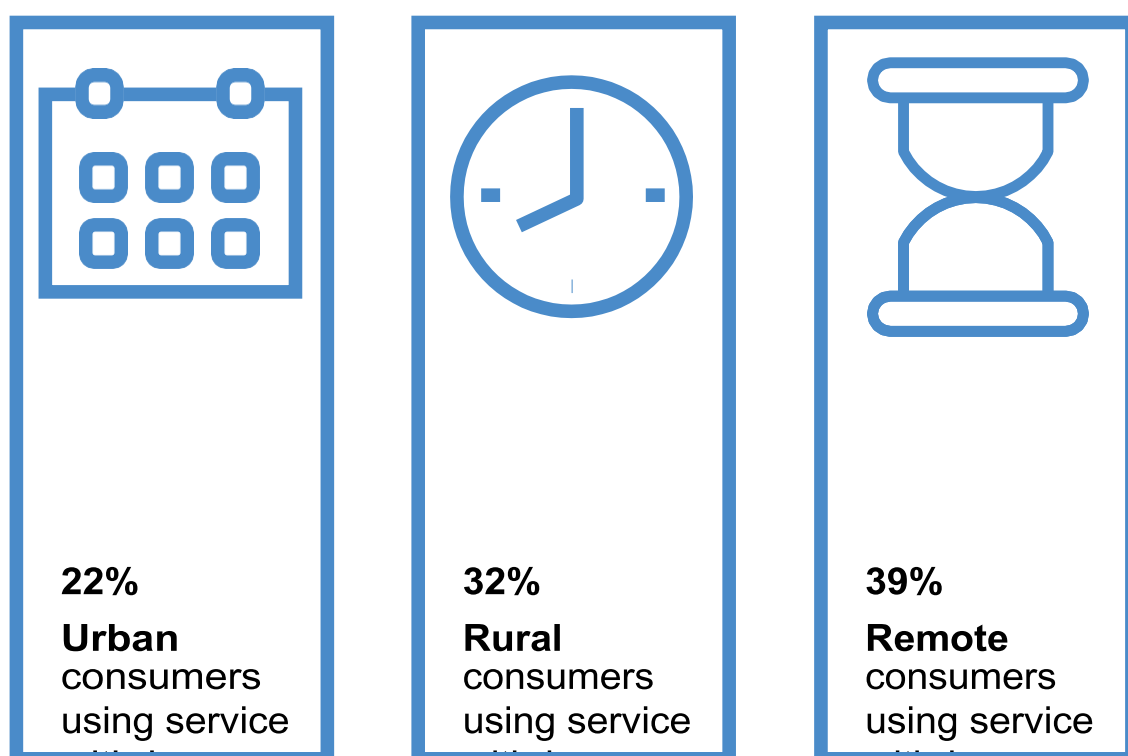 22%
Urban
consumers
using service
32%
Rural
consumers
using service
39%
Remote
consumers
using service